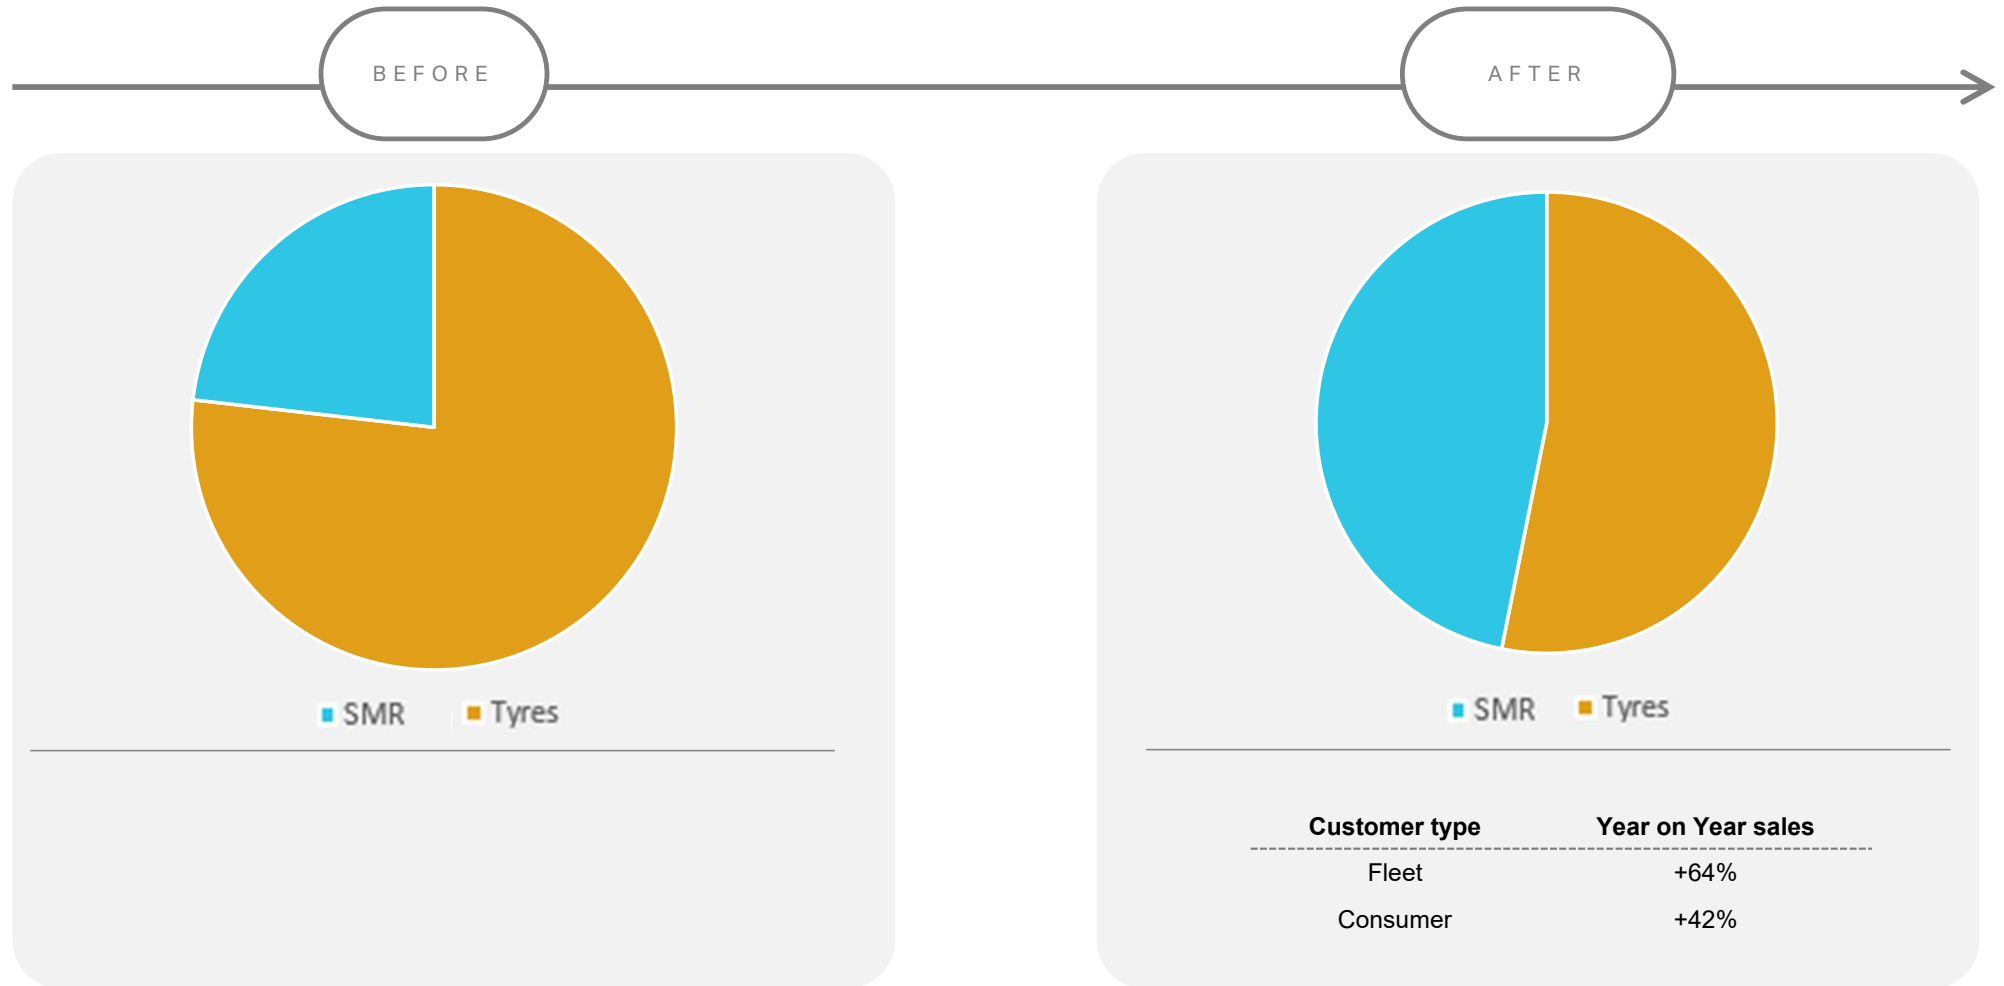 BEFORE
AFTER
SMR Tyres
SMR Tyres
Customer type Year on Year sales
Fleet +64%
Consumer +42%